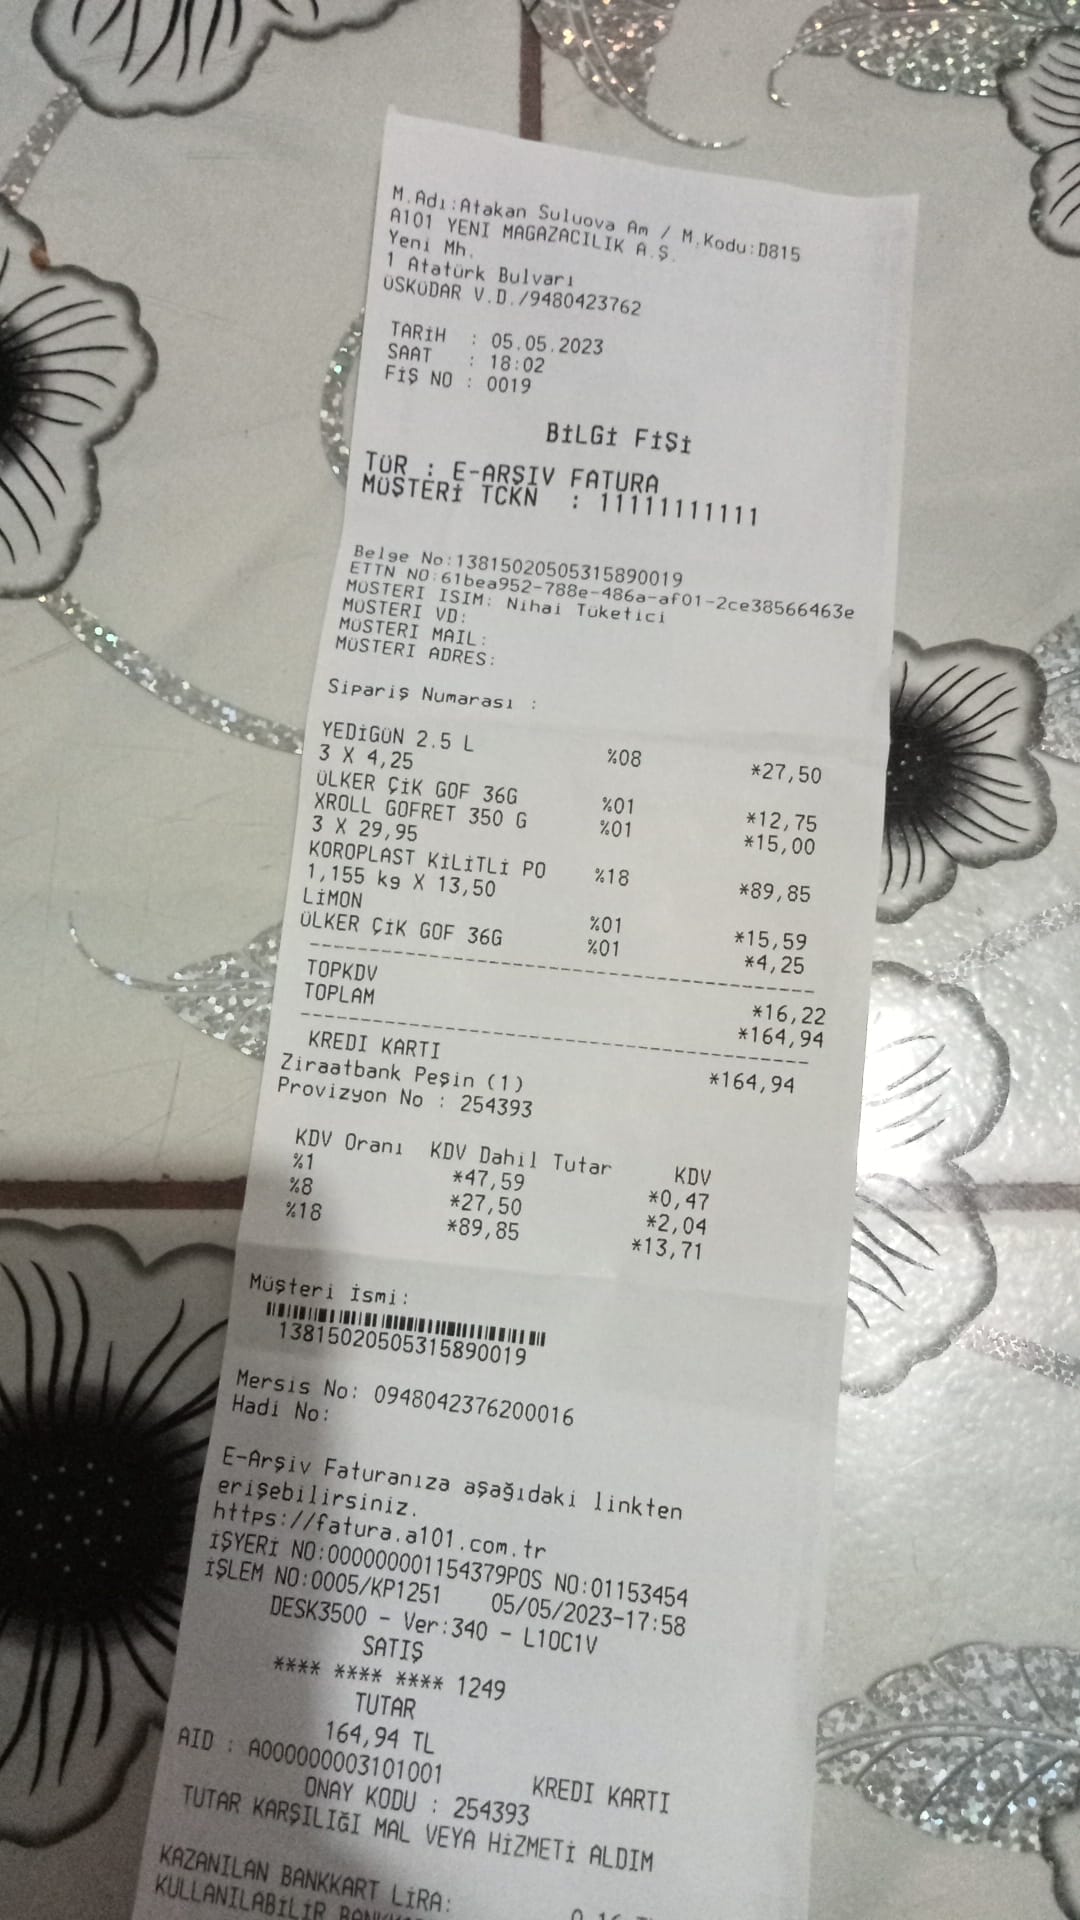 M.Adı:Atakan Suluova Am / M.Kodu:D815
A101 YENİ MAGAZACILIK A.Ş.
Yeni Mh.
1 Atatürk Bulvarı
ÜSKÜDAR V.D./9480423762
TARİH : 05.05.2023
SAAT : 18:02
FİŞ NO : 0019
BİLGİ FİŞİ
TÜR : E-ARŞİV FATURA
MÜŞTERİ TCKN : 11111111111
Belge No:13815020505315890019
ETTN NO:61bea952-788e-486a-af01-2ce38566463e
MÜSTERI ISIM: Nihai Tüketici
MÜSTERI VD:
MÜSTERI MAIL:
MÜSTERI ADRES:
Sipariş Numarası :
YEDİGÜN 2.5 L %08 *27,50
3 X 4,25
ÜLKER ÇİK GOF 36G %01 *12,75
XROLL GOFRET 350 G %01 *15,00
3 X 29,95
KOROPLAST KİLİTLİ PO %18 *89,85
1,155 kg X 13,50
LİMON %01 *15,59
ÜLKER ÇİK GOF 36G %01 *4,25
TOPKDV *16,22
TOPLAM *164,94
KREDI KARTI *164,94
Ziraatbank Peşin (1)
Provizyon No : 254393
KDV Oranı KDV Dahil Tutar KDV
%1 *47,59 *0,47
%8 *27,50 *2,04
%18 *89,85 *13,71
Müşteri İsmi:
13815020505315890019
Mersis No: 0948042376200016
Hadi No:
E-Arşiv Faturanıza aşağıdaki linkten
erişebilirsiniz.
https://fatura.a101.com.tr
İŞYERİ NO:000000001154379POS NO:01153454
İŞLEM NO:0005/KP1251 05/05/2023-17:58
DESK3500 - Ver:340 - L10C1V
SATIŞ
**** **** **** 1249
TUTAR
164,94 TL
AID : A0000000031010​01 KREDI KARTI
ONAY KODU : 254393
TUTAR KARŞILIĞI MAL VEYA HİZMETİ ALDIM
KAZANILAN BANKKART LİRA:
KULLANILABİLİR